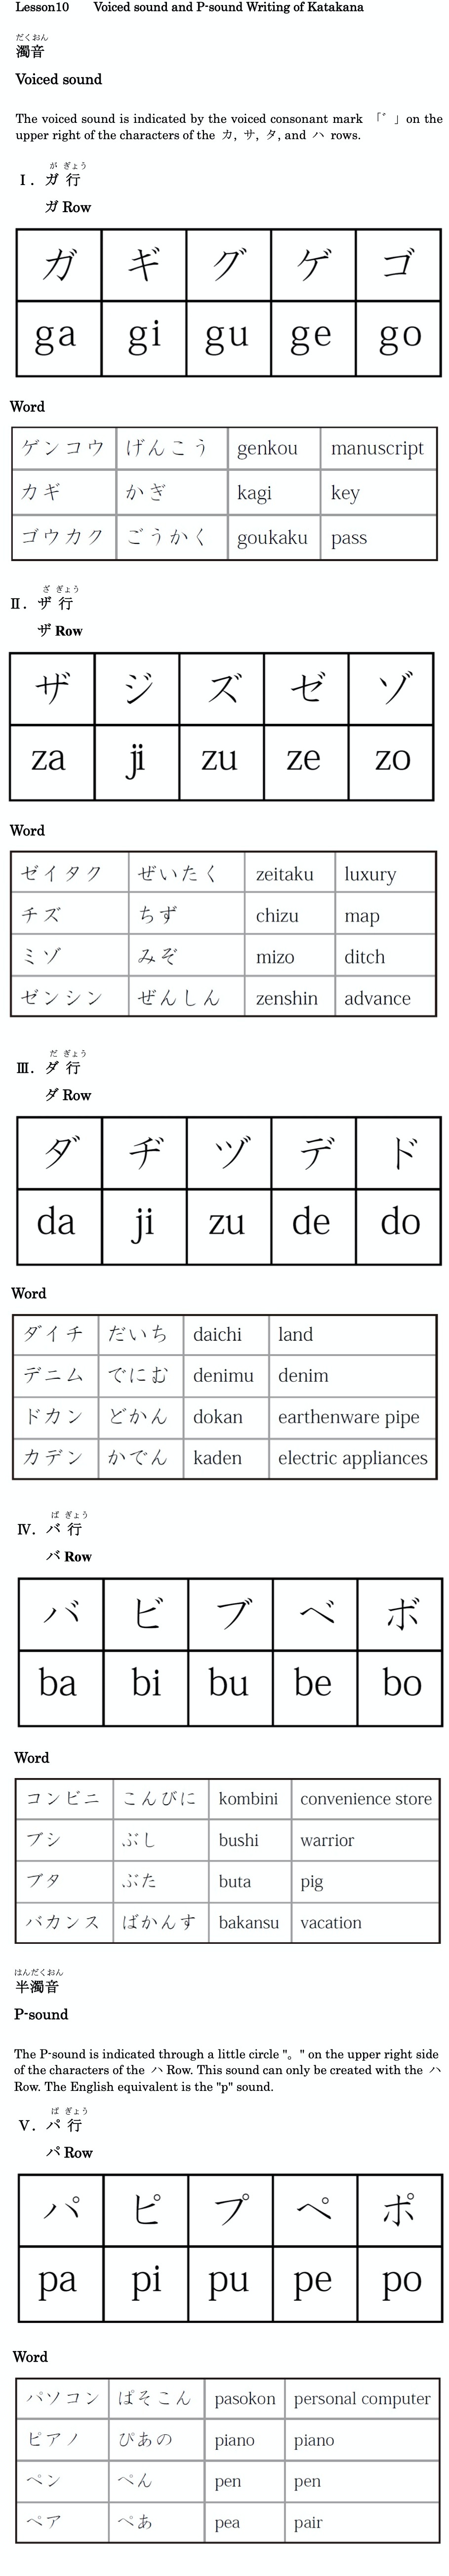 Lesson10 Voiced sound and P-sound Writing of Katakana
だくおん
濁音
Voiced sound
The voiced sound is indicated by the voiced consonant mark 「゛」on the
upper right of the characters of the カ, サ, タ, and ハ rows.
が ぎょう
Ⅰ. ガ 行
ガ Row
ガ ギ グ ゲ ゴ
ga gi gu ge go
Word
ゲンコウ げんこう genkou manuscript
カギ かぎ kagi key
ゴウカク ごうかく goukaku pass
ざ ぎょう
Ⅱ. ザ 行
ザ Row
ザ ジ ズ ゼ ゾ
za ji zu ze zo
Word
ゼイタク ぜいたく zeitaku luxury
チズ ちず chizu map
ミゾ みぞ mizo ditch
ゼンシン ぜんしん zenshin advance
だ ぎょう
Ⅲ. ダ 行
ダ Row
ダ ヂ ヅ デ ド
da ji zu de do
Word
ダイチ だいち daichi land
デニム でにむ denimu denim
ドカン どかん dokan earthenware pipe
カデン かでん kaden electric appliances
ば ぎょう
Ⅳ. バ 行
バ Row
バ ビ ブ ベ ボ
ba bi bu be bo
Word
コンビニ こんびに kombini convenience store
ブシ ぶし bushi warrior
ブタ ぶた buta pig
バカンス ばかんす bakansu vacation
はんだくおん
半濁音
P-sound
The P-sound is indicated through a little circle "。" on the upper right side
of the characters of the ハ Row. This sound can only be created with the ハ
Row. The English equivalent is the "p" sound.
ぱ ぎょう
Ⅴ. パ 行
パ Row
パ ピ プ ペ ポ
pa pi pu pe po
Word
パソコン ぱそこん pasokon personal computer
ピアノ ぴあの piano piano
ペン ぺん pen pen
ペア ぺあ pea pair